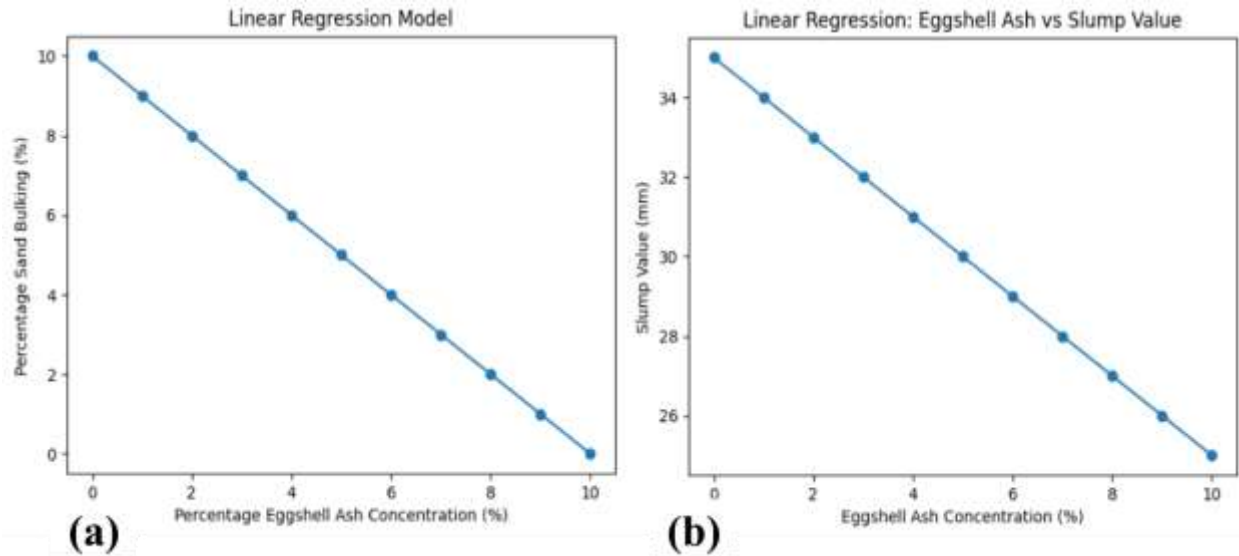 Linear Regression Model
Percentage Sand Bulking (%)
10
8
6
4
2
0
0 2 4 6 8 10
Percentage Eggshell Ash Concentration (%)
(a)
Linear Regression: Eggshell Ash vs Slump Value
Slump Value (mm)
34
32
30
28
26
0 2 4 6 8 10
Eggshell Ash Concentration (%)
(b)